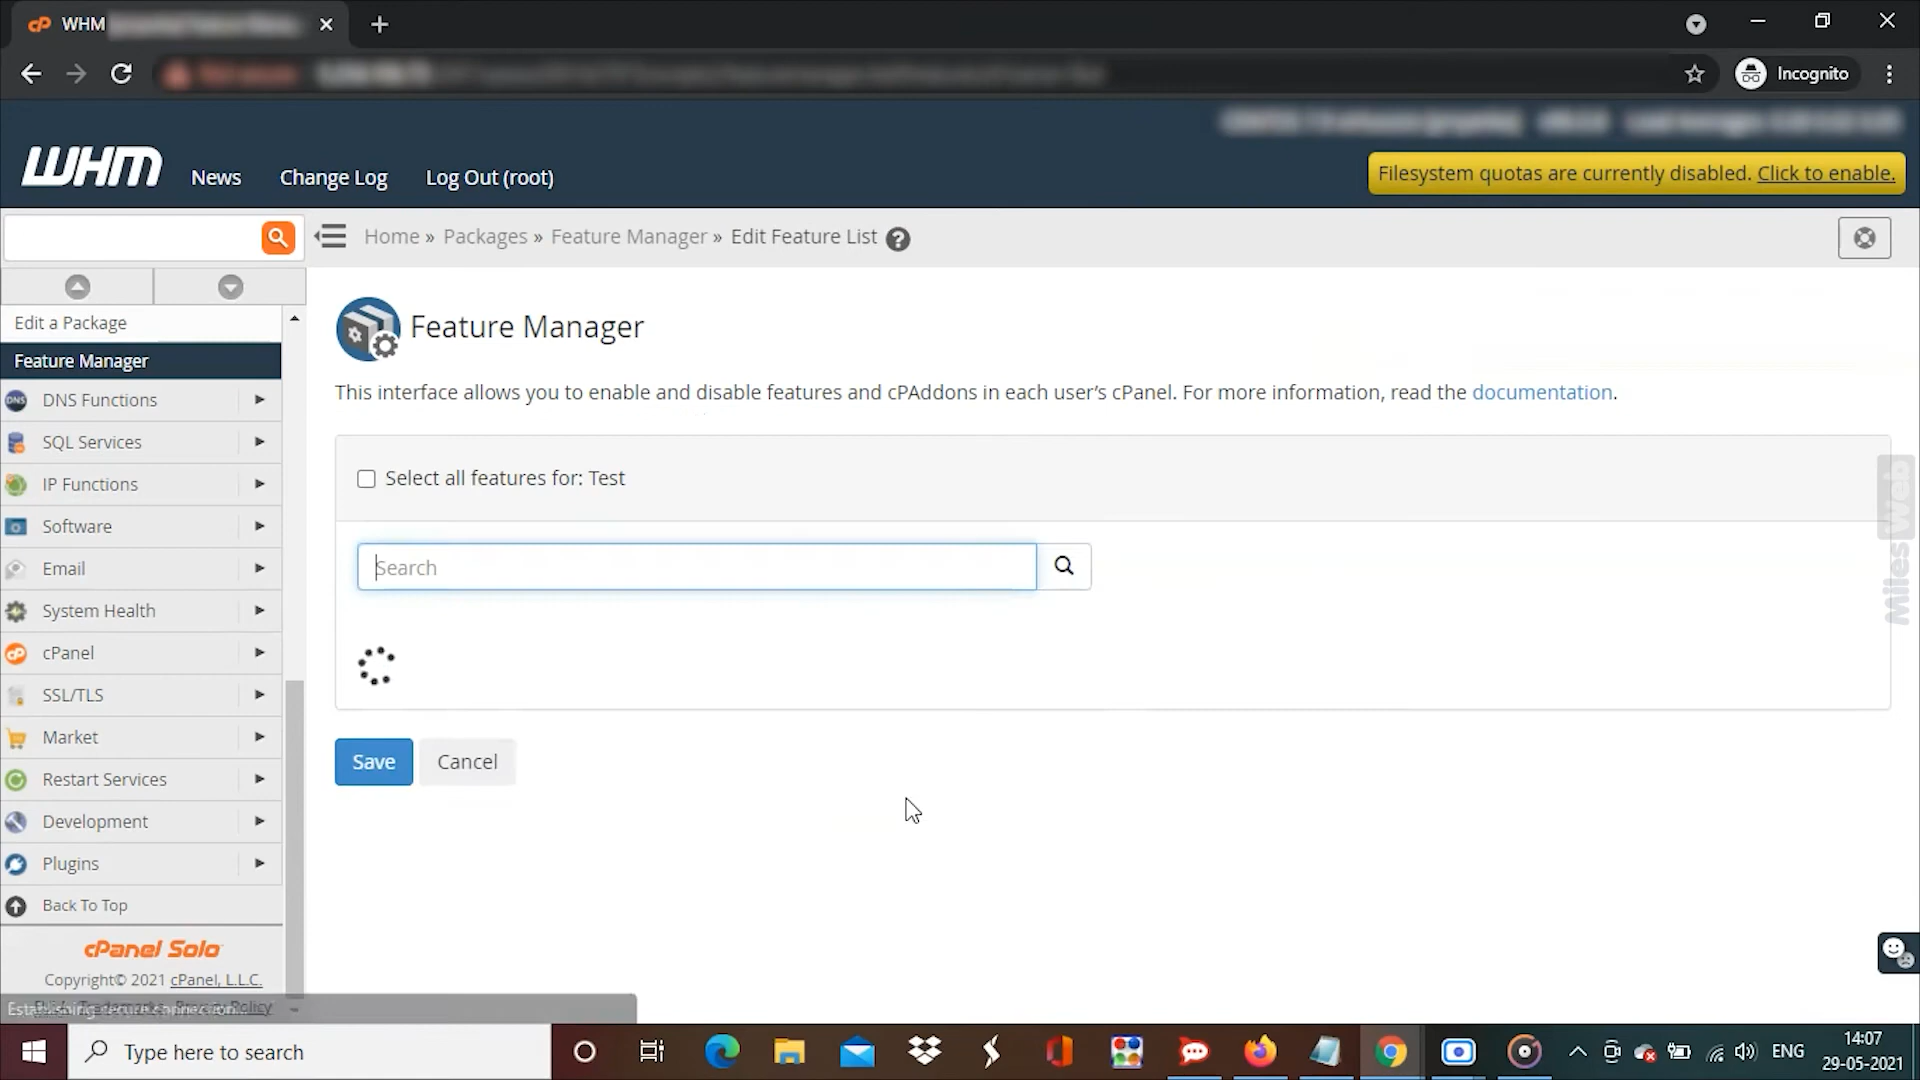 WHM
WHM
News
Change Log
Log Out (root)
Filesystem quotas are currently disabled. Click to enable.
Home » Packages » Feature Manager » Edit Feature List
Edit a Package
Feature Manager
DNS Functions
SQL Services
IP Functions
Software
Email
System Health
cPanel
SSL/TLS
Market
Restart Services
Development
Plugins
Back To Top
cPanel Solo
Copyright© 2021 cPanel, L.L.C.
Feature Manager
This interface allows you to enable and disable features and cPAddons in each user's cPanel. For more information, read the documentation.
Select all features for: Test
Search
Save
Cancel
MilesWeb
Incognito
Establishing secure connection...
Type here to search
ENG
14:07
29-05-2021